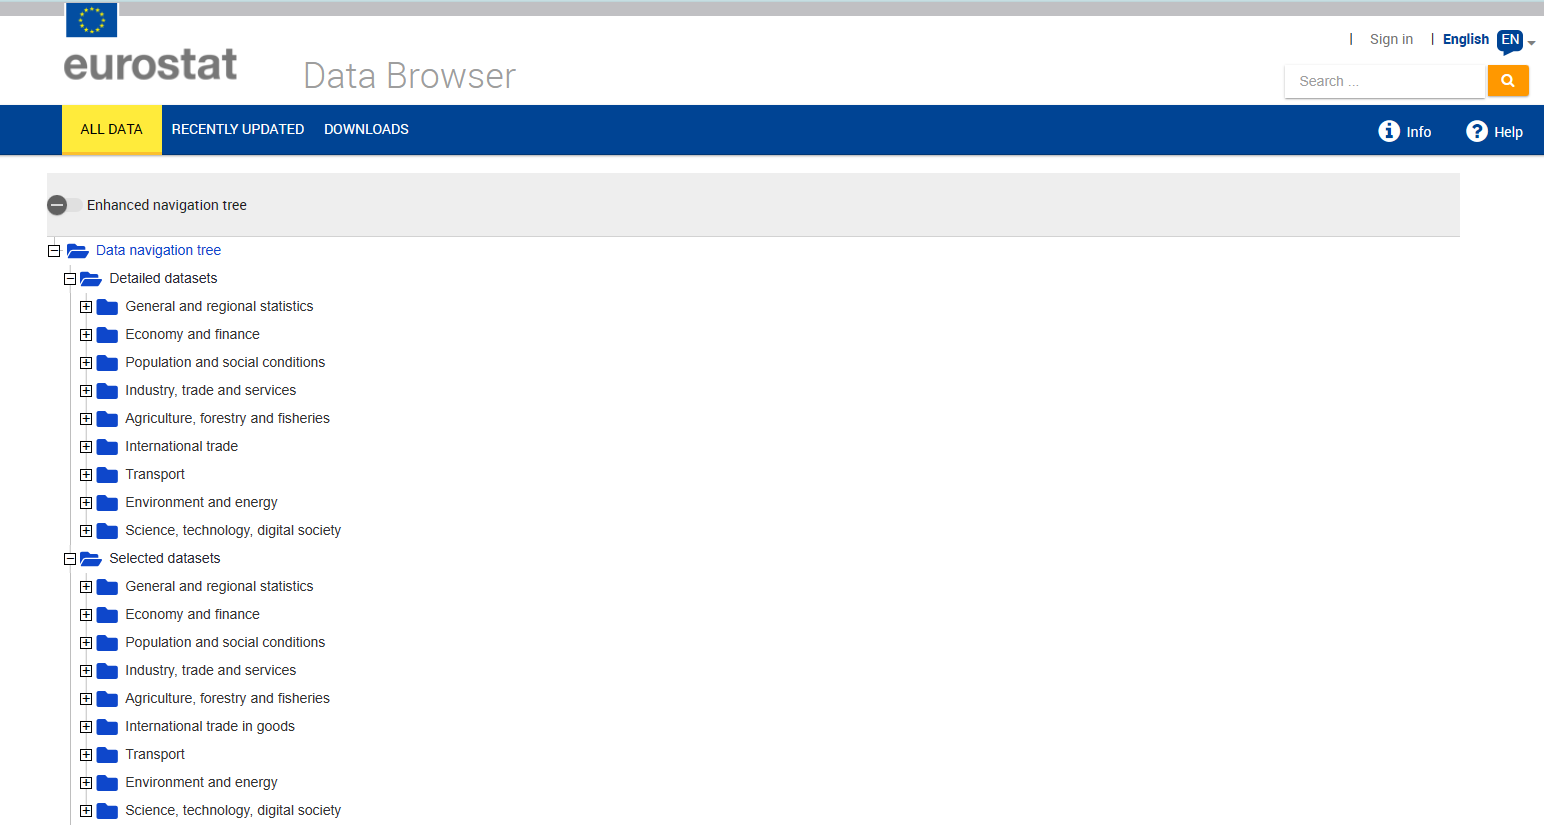 Sign in
English EN
eurostat
Data Browser
Search ...
ALL DATA RECENTLY UPDATED DOWNLOADS
Info Help
Enhanced navigation tree
Data navigation tree
Detailed datasets
General and regional statistics
Economy and finance
Population and social conditions
Industry, trade and services
Agriculture, forestry and fisheries
International trade
Transport
Environment and energy
Science, technology, digital society
Selected datasets
General and regional statistics
Economy and finance
Population and social conditions
Industry, trade and services
Agriculture, forestry and fisheries
International trade in goods
Transport
Environment and energy
Science, technology, digital society